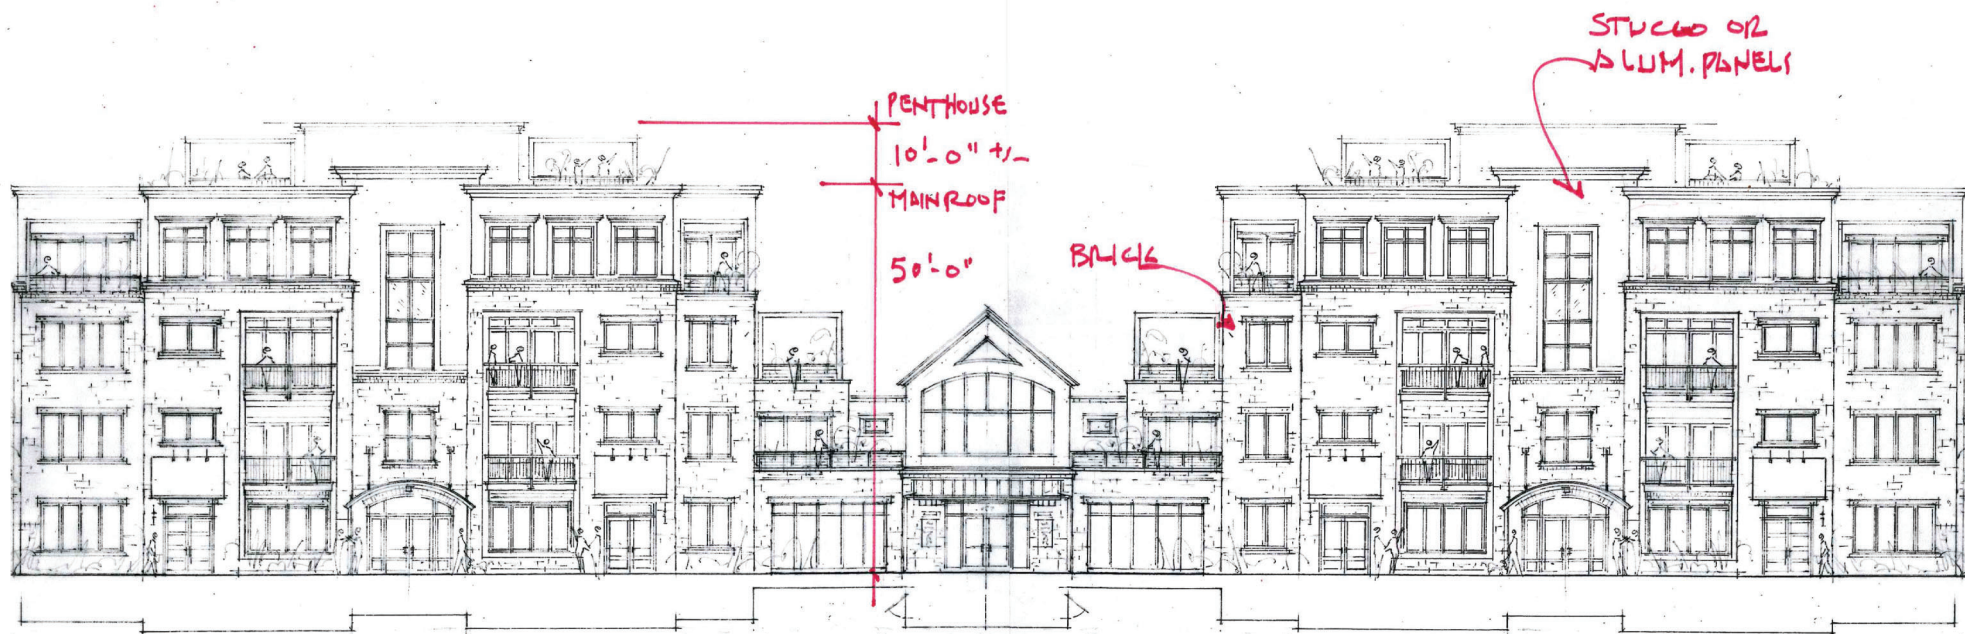 STUCCO OR
ALUM. PANELS
PENTHOUSE
10'-0" +/-
MAIN ROOF
50'-0"
BRICK